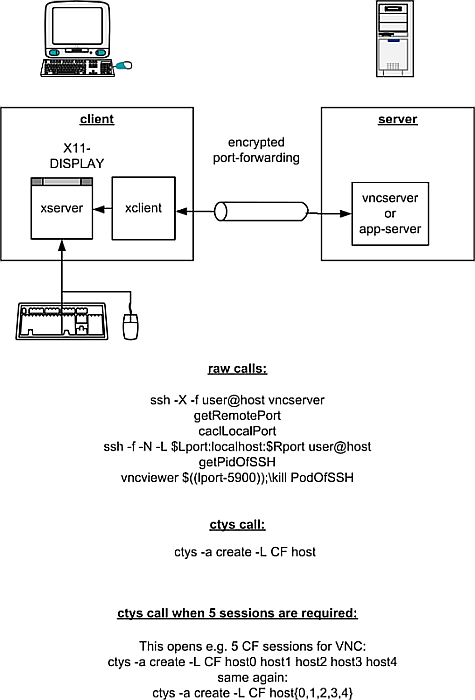 client
server
X11-
DISPLAY
encrypted
port-forwarding
xserver
xclient
vncserver
or
app-server
raw calls:
ssh -X -f user@host vncserver
getRemotePort
caclLocalPort
ssh -f -N -L $Lport:localhost:$Rport user@host
getPidOfSSH
vncviewer $((lport-5900));\kill PodOfSSH
ctys call:
ctys -a create -L CF host
ctys call when 5 sessions are required:
This opens e.g. 5 CF sessions for VNC:
ctys -a create -L CF host0 host1 host2 host3 host4
same again:
ctys -a create -L CF host{0,1,2,3,4}